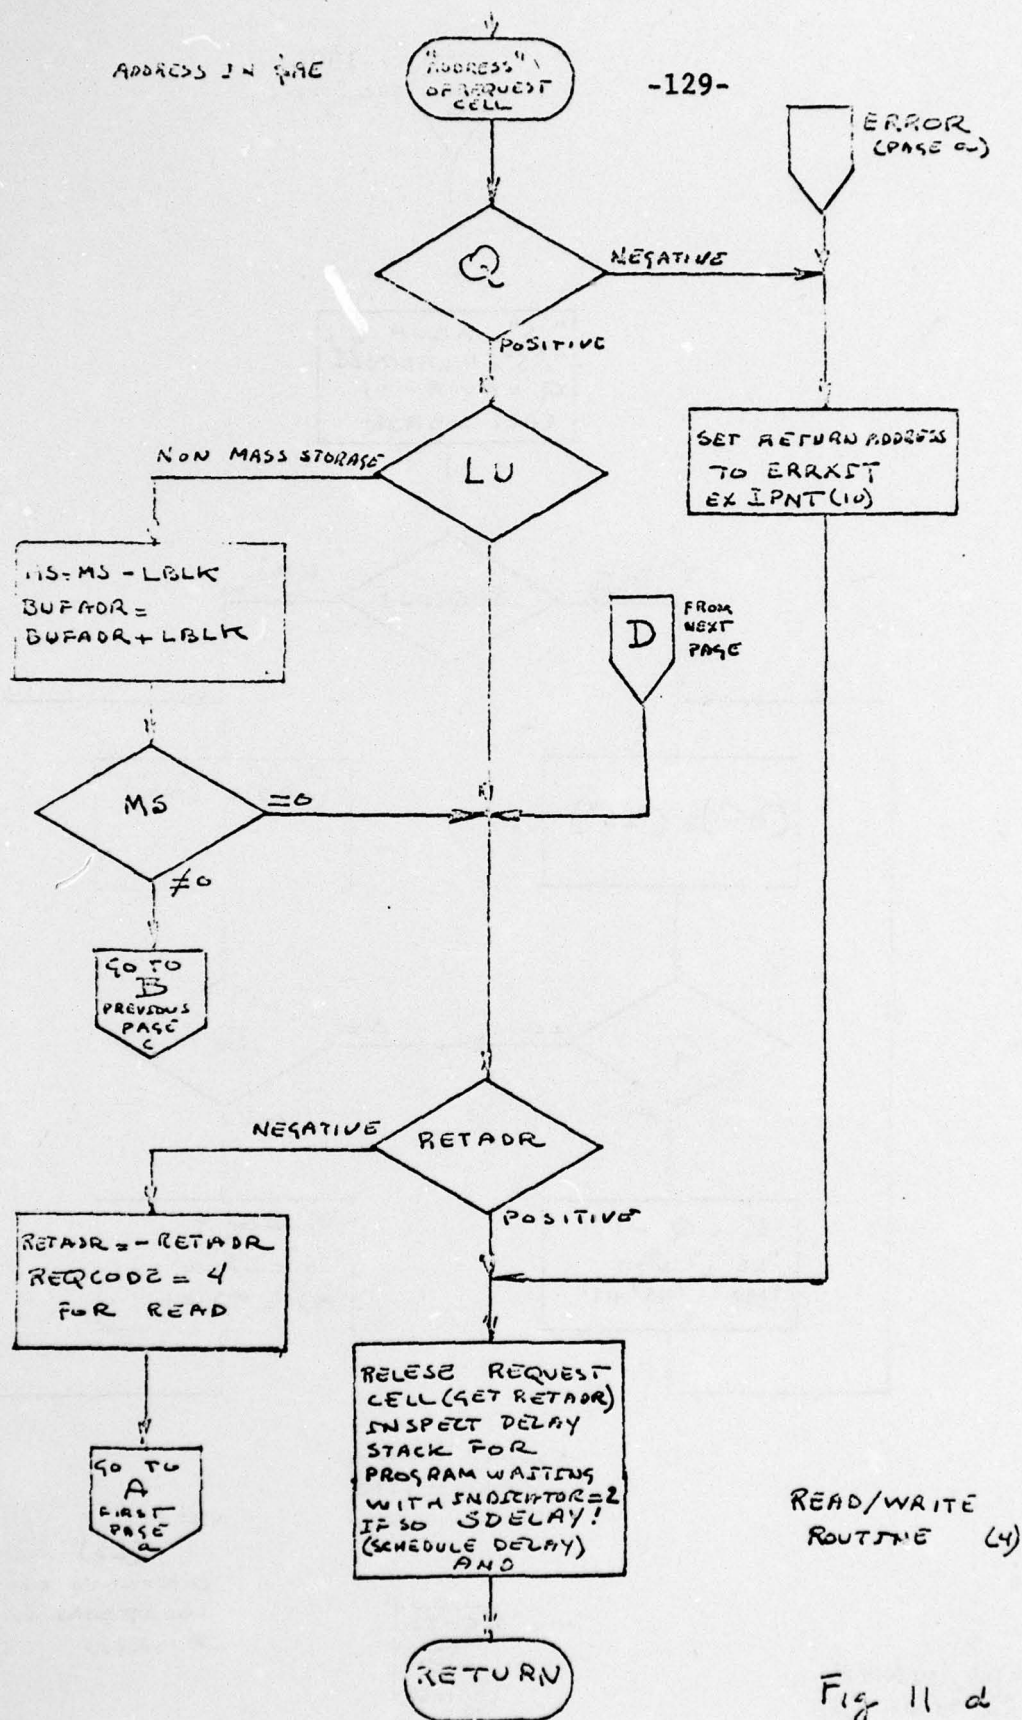 ADDRESS IN
"ADDRESS"
OF REQUEST
CELL
-129-
ERROR
(PAGE a)
Q
NEGATIVE
POSITIVE
NON MASS STORAGE
LU
SET RETURN ADDRESS
TO ERRXIT
EX IPNT(10)
MS=MS-LBLK
BUFADR=
BUFADR+LBLK
D
FROM
NEXT
PAGE
MS
=0
≠0
GO TO
B
PREVIOUS
PAGE
c
NEGATIVE
RETADR
POSITIVE
RETADR=-RETADR
REQCODE=4
FOR READ
GO TO
A
FIRST
PAGE
a
RELESE REQUEST
CELL (GET RETADR)
INSPECT DELAY
STACK FOR
PROGRAM WAITING
WITH INDICATOR=2
IF SO SDELAY!
(SCHEDULE DELAY)
AND
RETURN
READ/WRITE
ROUTINE (4)
Fig 11 d